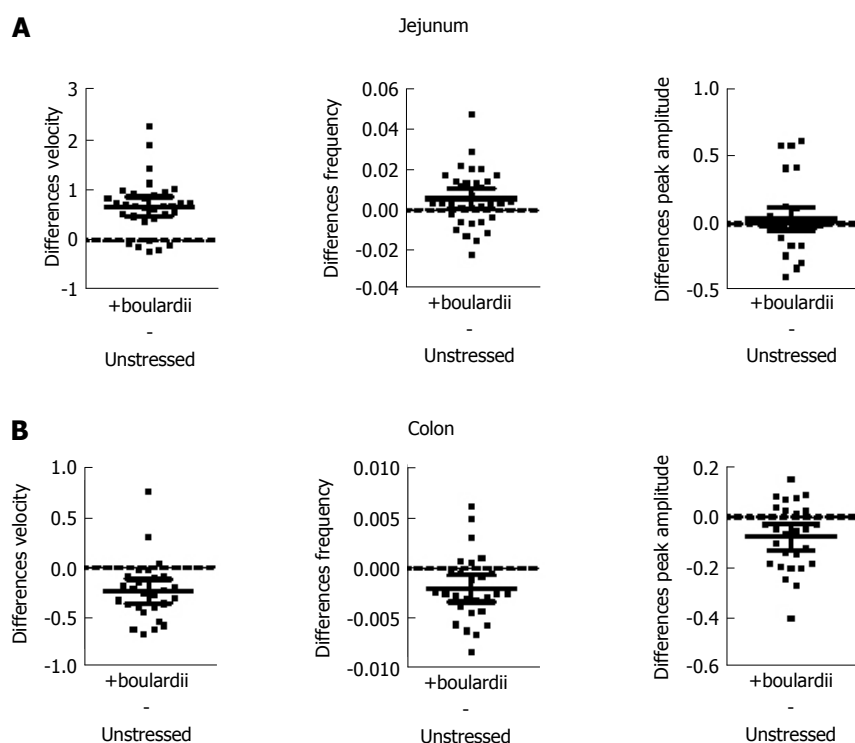 A
Jejunum
Differences velocity
3
2
1
0
-1
+boulardii
-
Unstressed
Differences frequency
0.06
0.04
0.02
0.00
-0.02
-0.04
+boulardii
-
Unstressed
Differences peak amplitude
1.0
0.5
0.0
-0.5
+boulardii
-
Unstressed
B
Colon
Differences velocity
1.0
0.5
0.0
-0.5
-1.0
+boulardii
-
Unstressed
Differences frequency
0.010
0.005
0.000
-0.005
-0.010
+boulardii
-
Unstressed
Differences peak amplitude
0.2
0.0
-0.2
-0.4
-0.6
+boulardii
-
Unstressed